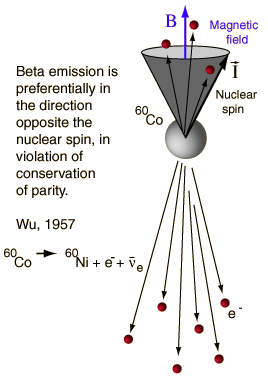 B
Magnetic
field
I
Nuclear
spin
60Co
Beta emission is
preferentially in
the direction
opposite the
nuclear spin, in
violation of
conservation
of parity.
Wu, 1957
60Co → 60Ni + e- + ν̄e
e-